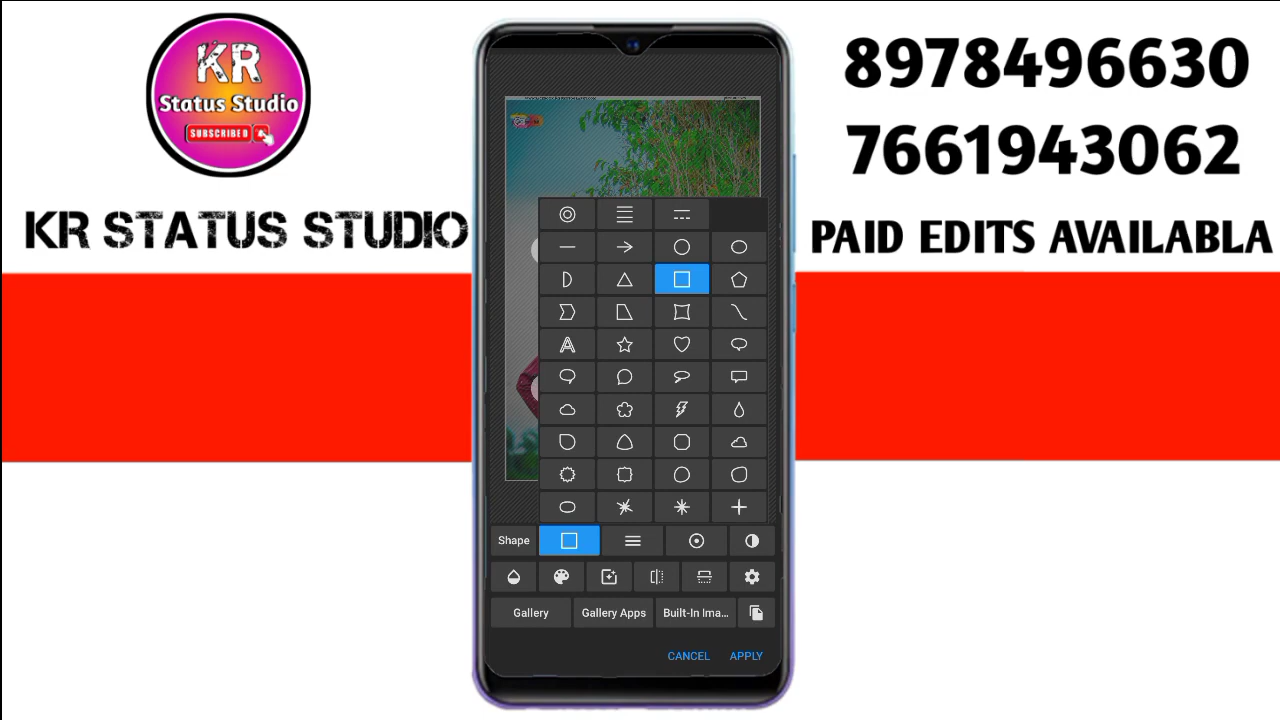 KR
Status Studio
SUBSCRIBED
KR STATUS STUDIO
8978496630
7661943062
PAID EDITS AVAILABLA
Shape
Gallery
Gallery Apps
Built-In Ima...
CANCEL
APPLY